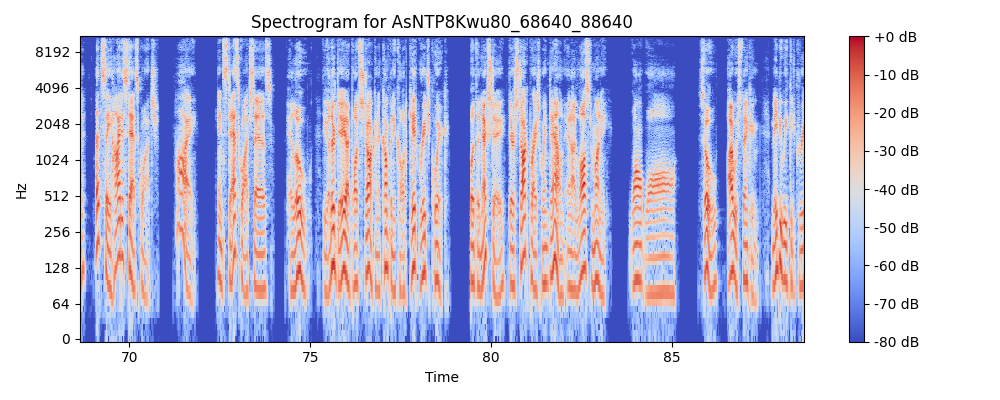 Spectrogram for AsNTP8Kwu80_68640_88640
8192
4096
2048
1024
512
256
128
64
0
Hz
70
75
80
85
Time
+0 dB
-10 dB
-20 dB
-30 dB
-40 dB
-50 dB
-60 dB
-70 dB
-80 dB